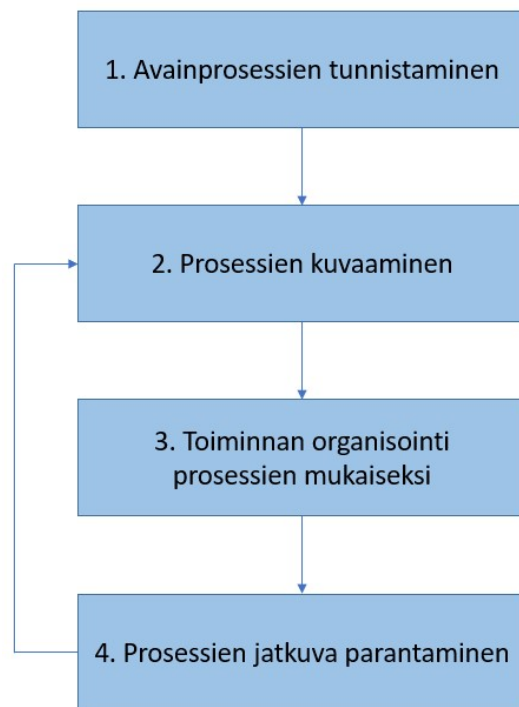 1. Avainprosessien tunnistaminen
2. Prosessien kuvaaminen
3. Toiminnan organisointi
prosessien mukaiseksi
4. Prosessien jatkuva parantaminen